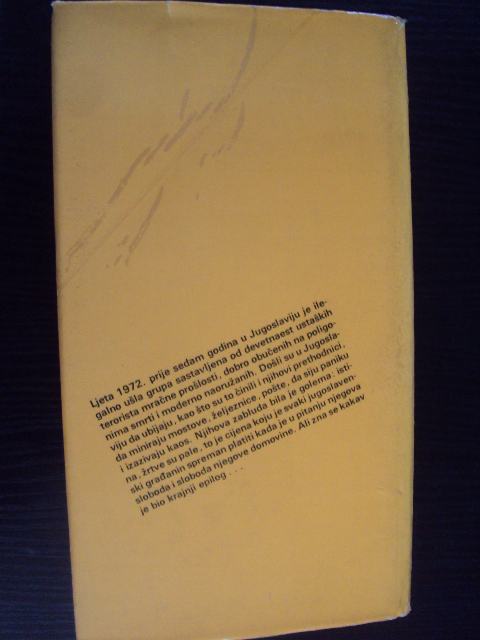 Ljeta 1972. prije sedam godina u Jugoslaviju je ile-
galno ušla grupa sastavljena od devetnaest ustaških
terorista mračne prošlosti, dobro obučenih na poligo-
nima smrti i moderno naoružanih. Došli su u Jugosla-
viju da ubijaju, kao što su to činili i njihovi prethodnici,
da miniraju mostove, željeznice, pošte, da siju paniku
i izazivaju kaos. Njihova zabluda bila je golema: isti-
na, žrtve su pale, to je cijena koju je svaki jugoslaven-
ski građanin spreman platiti kada je u pitanju njegova
sloboda i sloboda njegove domovine. Ali zna se kakav
je bio krajnji epilog . . .